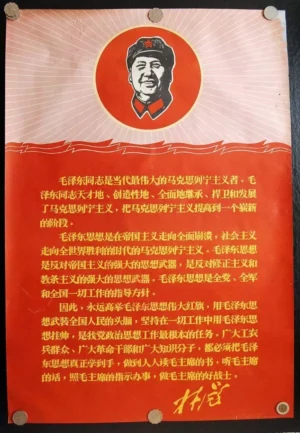 毛泽东同志是当代最伟大的马克思列宁主义者。毛
泽东同志天才地、创造性地、全面地继承、捍卫和发展
了马克思列宁主义，把马克思列宁主义提高到一个崭新
的阶段。
毛泽东思想是在帝国主义走向全面崩溃，社会主义
走向全世界胜利的时代的马克思列宁主义。毛泽东思想
是反对帝国主义的强大的思想武器，是反对修正主义和
教条主义的强大的思想武器。毛泽东思想是全党、全军
和全国一切工作的指导方针。
因此，永远高举毛泽东思想伟大红旗，用毛泽东思
想武装全国人民的头脑，坚持在一切工作中用毛泽东思
想挂帅，是我党政治思想工作最根本的任务，广大工农
兵群众、广大革命干部和广大知识分子，都必须把毛泽
东思想真正学到手，做到人人读毛主席的书，听毛主席
的话，照毛主席的指示办事，做毛主席的好战士。
林彪